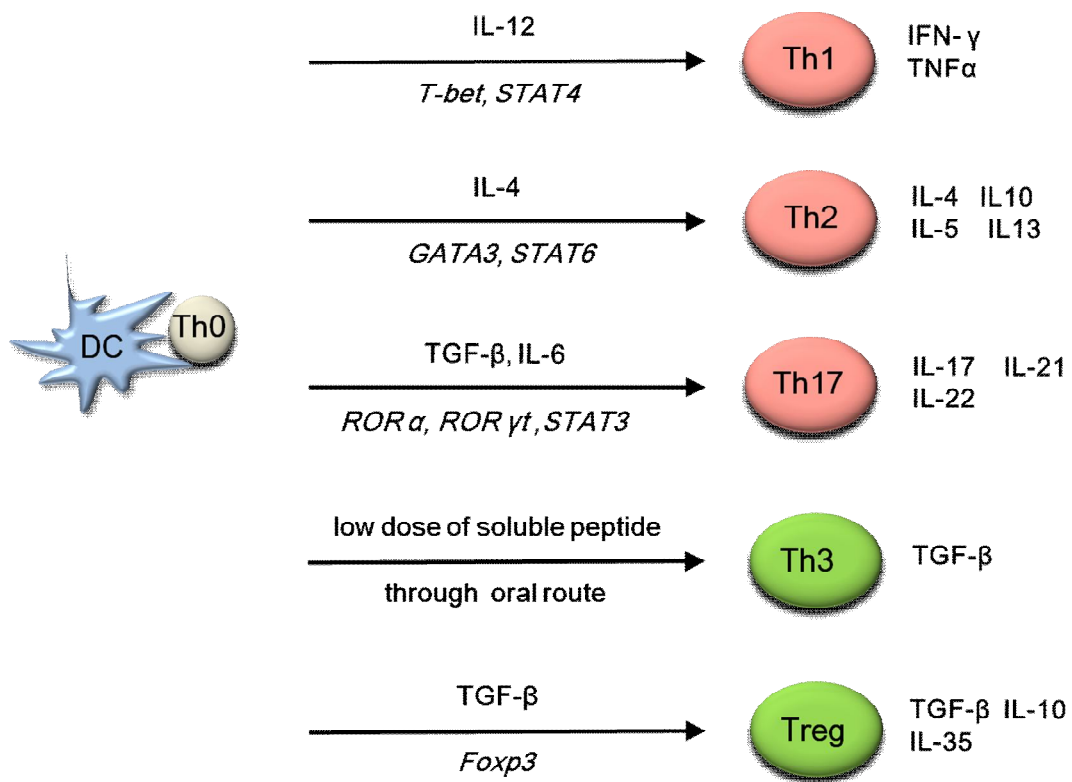 IL-12
T-bet, STAT4
Th1
IFN- γ
TNFα
IL-4
GATA3, STAT6
Th2
IL-4 IL10
IL-5 IL13
DC
Th0
TGF-β, IL-6
ROR α, ROR γt ,STAT3
Th17
IL-17 IL-21
IL-22
low dose of soluble peptide
through oral route
Th3
TGF-β
TGF-β
Foxp3
Treg
TGF-β IL-10
IL-35